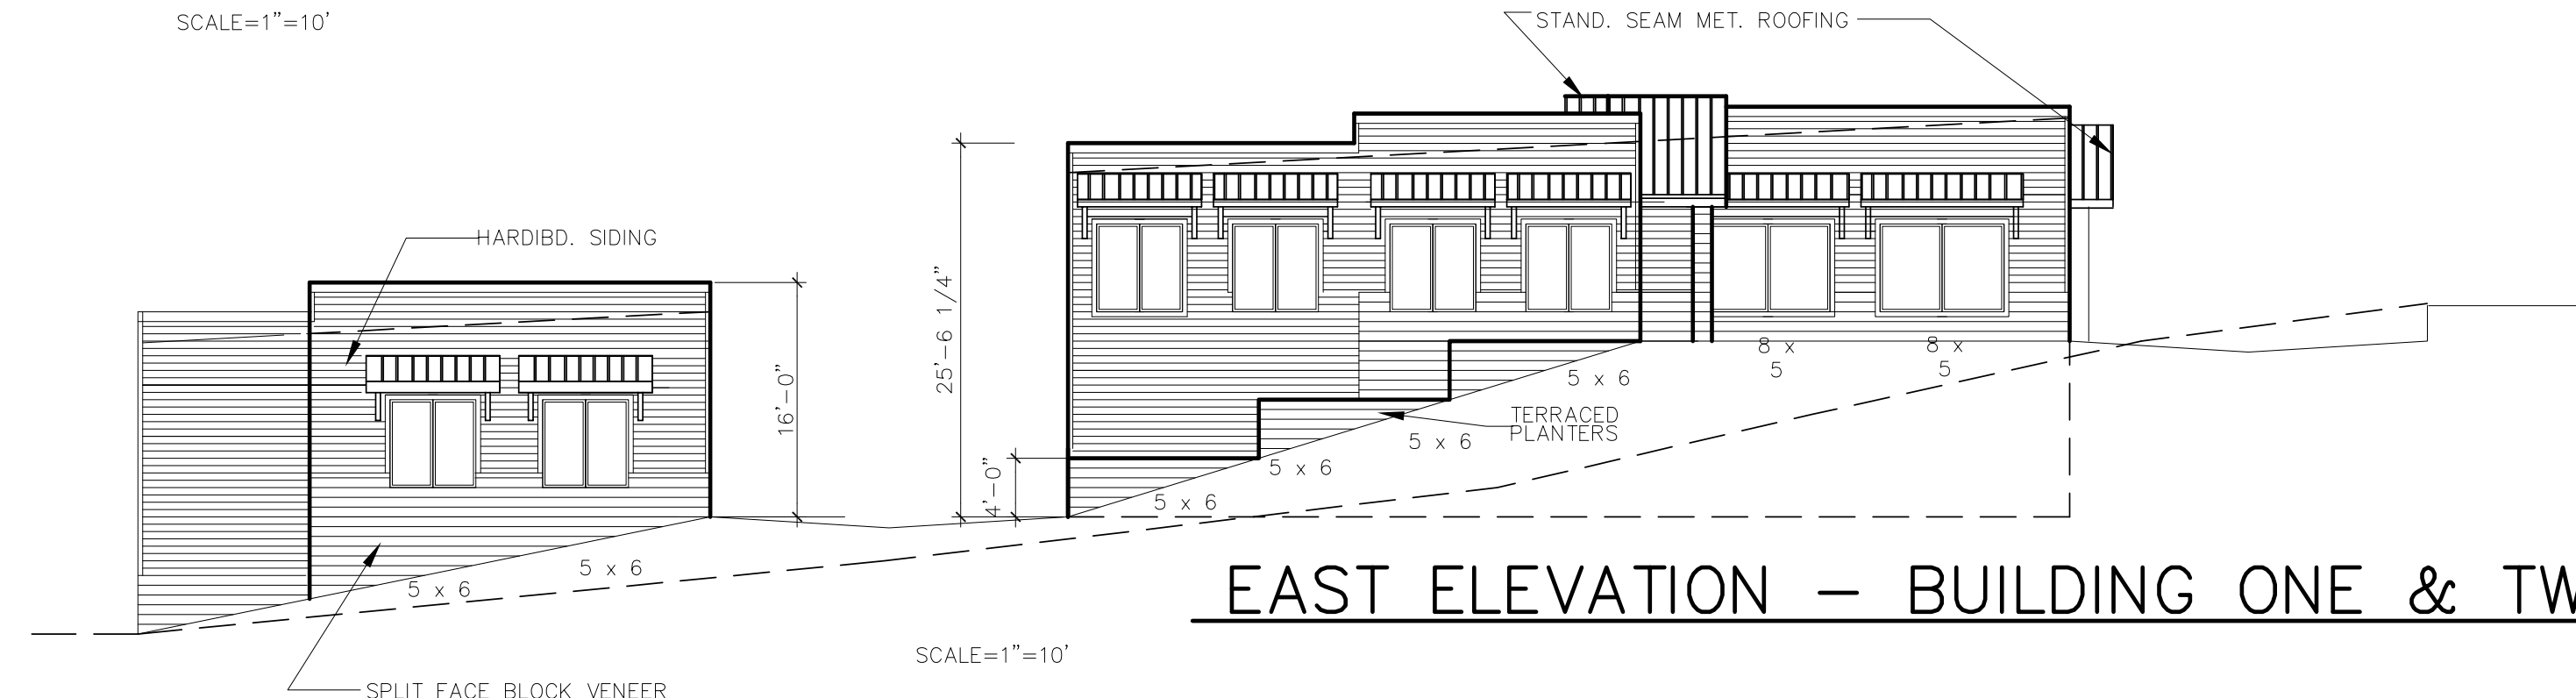 SCALE=1"=10'
STAND. SEAM MET. ROOFING
HARDIBD. SIDING
16'-0"
25'-6 1/4"
4'-0"
8 x
5
8 x
5
5 x 6
TERRACED
PLANTERS
5 x 6
5 x 6
5 x 6
5 x 6
5 x 6
EAST ELEVATION - BUILDING ONE & TW
SCALE=1"=10'
SPLIT FACE BLOCK VENEER